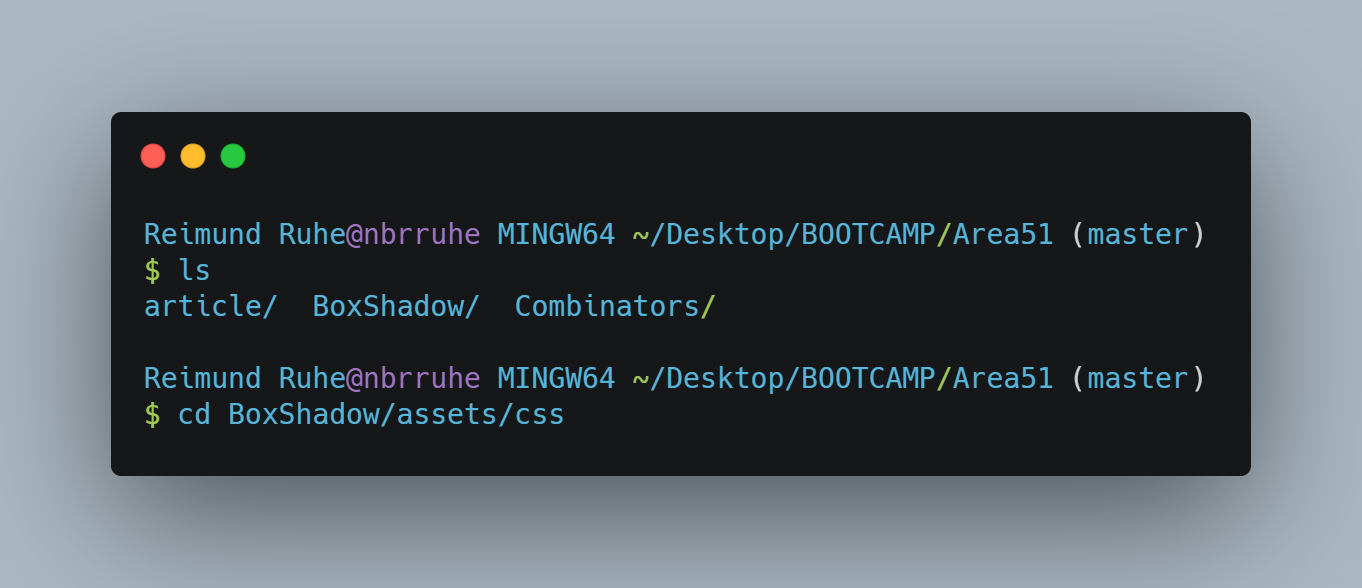 Reimund Ruhe@nbrruhe MINGW64 ~/Desktop/BOOTCAMP/Area51 (master)
$ ls
article/  BoxShadow/  Combinators/
Reimund Ruhe@nbrruhe MINGW64 ~/Desktop/BOOTCAMP/Area51 (master)
$ cd BoxShadow/assets/css